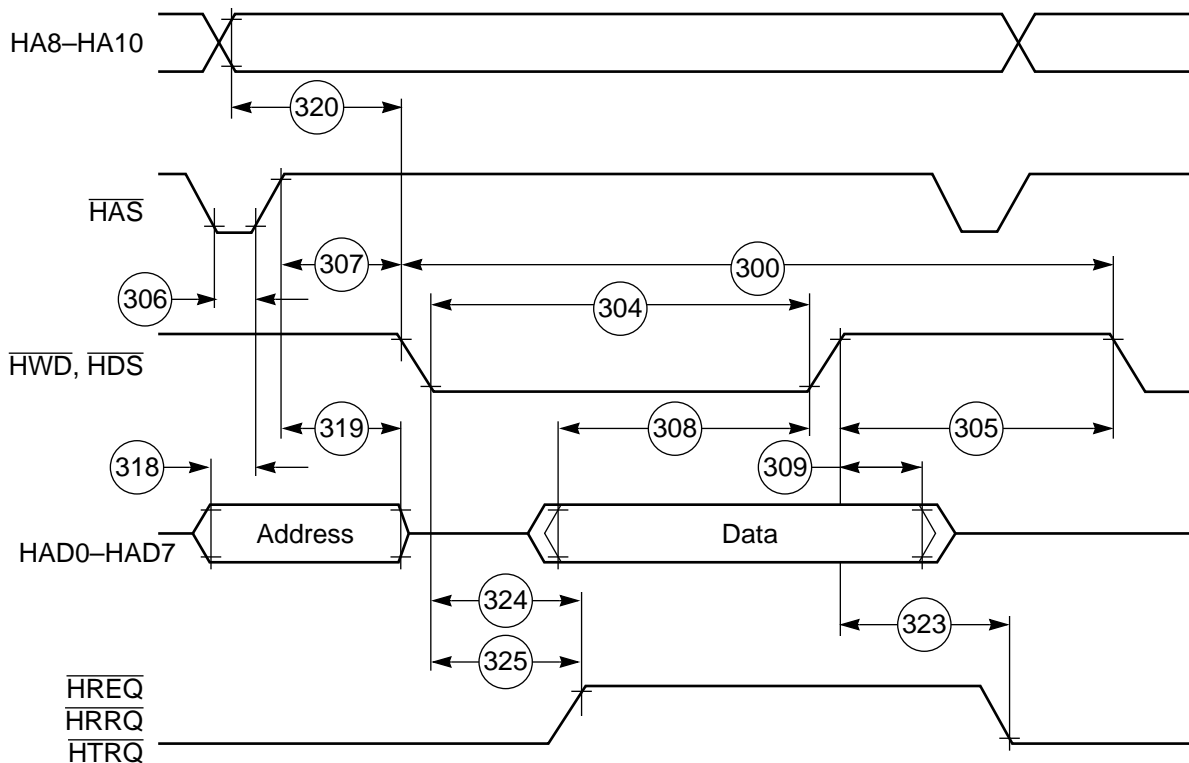 HA8–HA10
320
HAS
307
300
306
304
HWD, HDS
319
308
305
318
309
Address
Data
HAD0–HAD7
324
323
325
HREQ
HRRQ
HTRQ